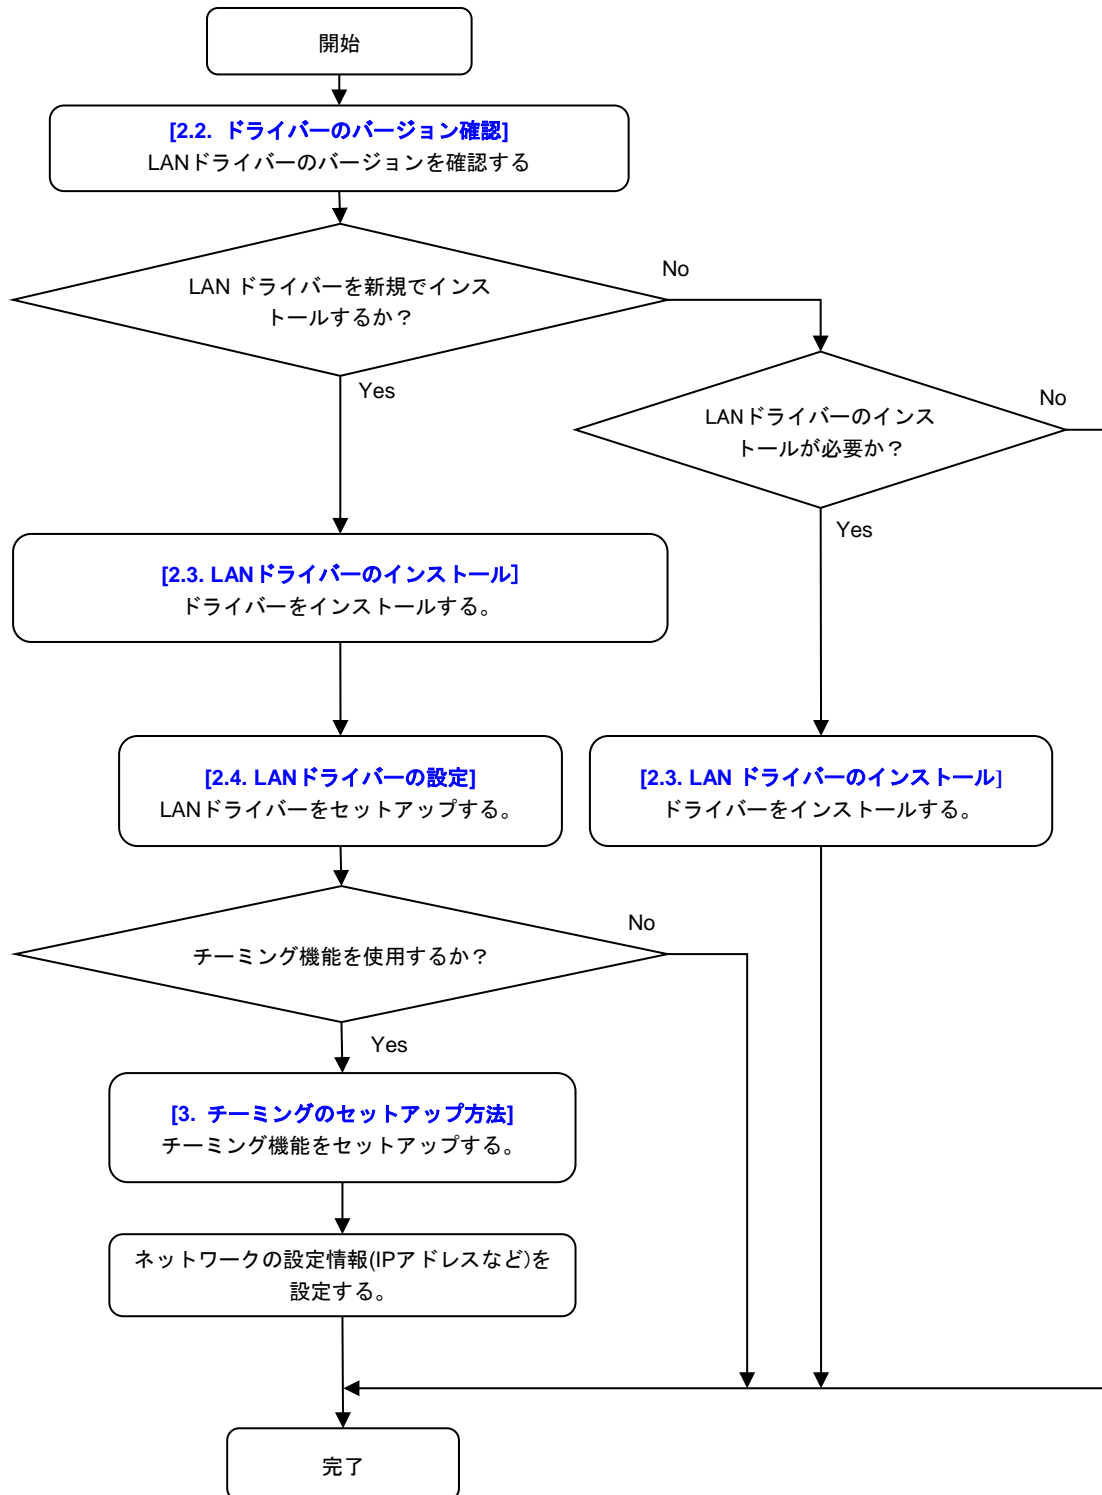 開始
[2.2. ドライバーのバージョン確認]
LANドライバーのバージョンを確認する
LAN ドライバーを新規でインス
トールするか？
No
Yes
LANドライバーのインス
トールが必要か？
No
Yes
[2.3. LANドライバーのインストール]
ドライバーをインストールする。
[2.4. LANドライバーの設定]
LANドライバーをセットアップする。
[2.3. LAN ドライバーのインストール]
ドライバーをインストールする。
チーミング機能を使用するか？
No
Yes
[3. チーミングのセットアップ方法]
チーミング機能をセットアップする。
ネットワークの設定情報(IPアドレスなど)を
設定する。
完了